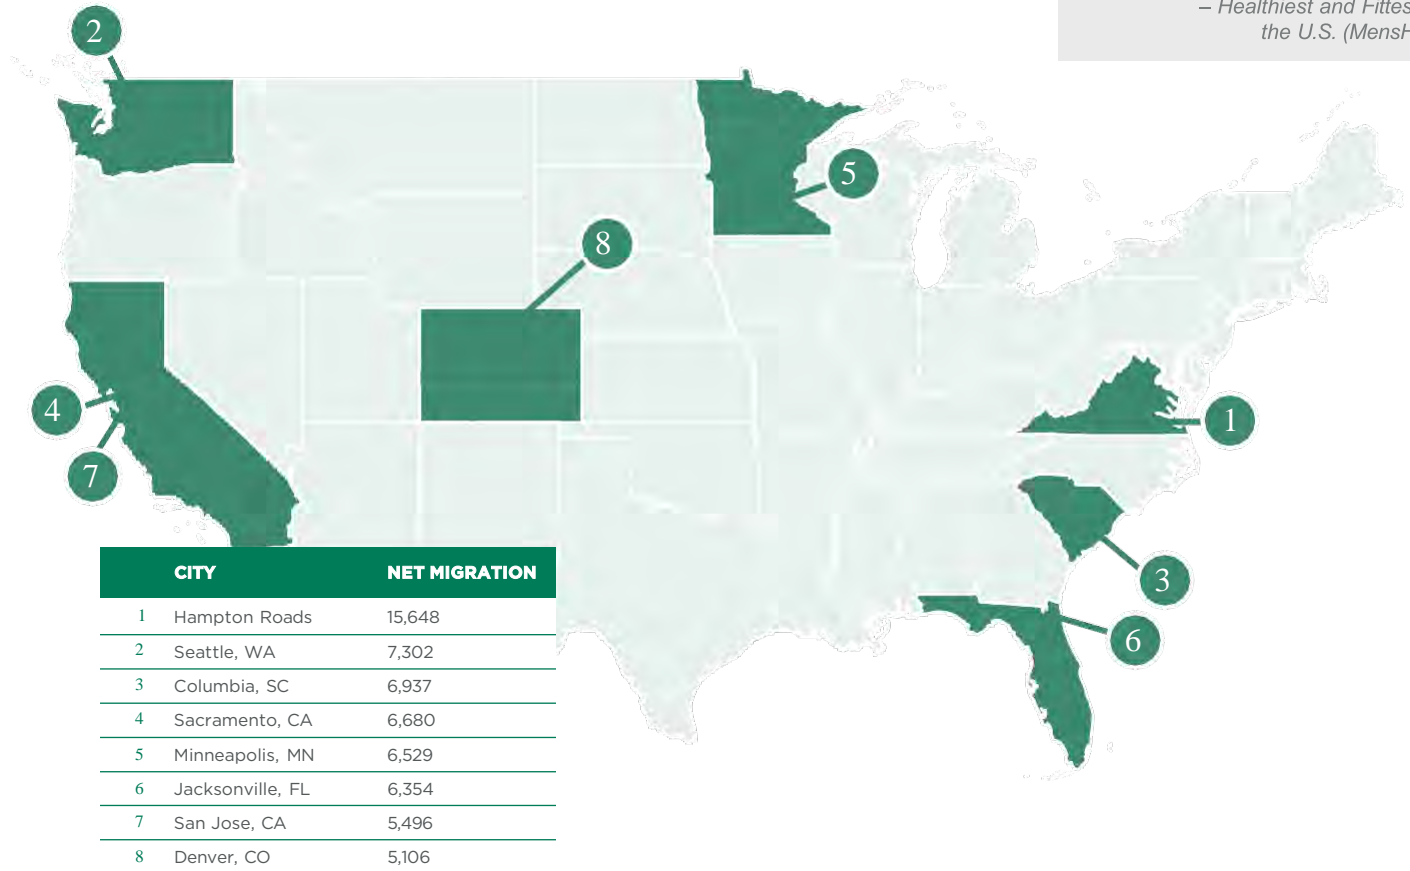 – Healthiest and Fittes
the U.S. (MensH
2
5
8
4
7
1
3
6
CITY NET MIGRATION
1 Hampton Roads 15,648
2 Seattle, WA 7,302
3 Columbia, SC 6,937
4 Sacramento, CA 6,680
5 Minneapolis, MN 6,529
6 Jacksonville, FL 6,354
7 San Jose, CA 5,496
8 Denver, CO 5,106